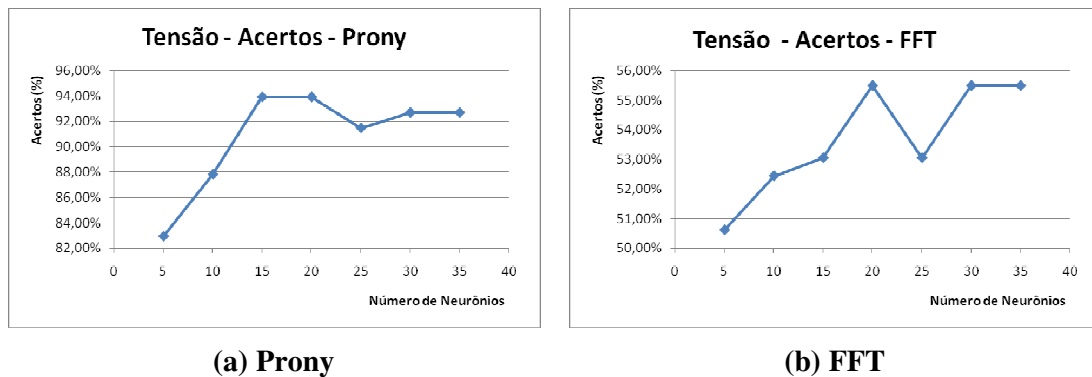 Tensão - Acertos - Prony
Acertos (%)
96,00%
94,00%
92,00%
90,00%
88,00%
86,00%
84,00%
82,00%
0 5 10 15 20 25 30 35 40
Número de Neurônios
(a) Prony
Tensão - Acertos - FFT
Acertos (%)
56,00%
55,00%
54,00%
53,00%
52,00%
51,00%
50,00%
0 5 10 15 20 25 30 35 40
Número de Neurônios
(b) FFT